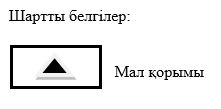 Шартты белгілер:
Мал қорымы